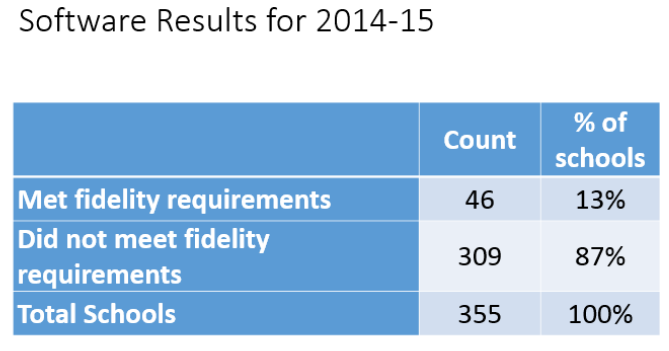 Software Results for 2014-15
Count
% of
schools
Met fidelity requirements 46 13%
Did not meet fidelity
requirements
309 87%
Total Schools 355 100%